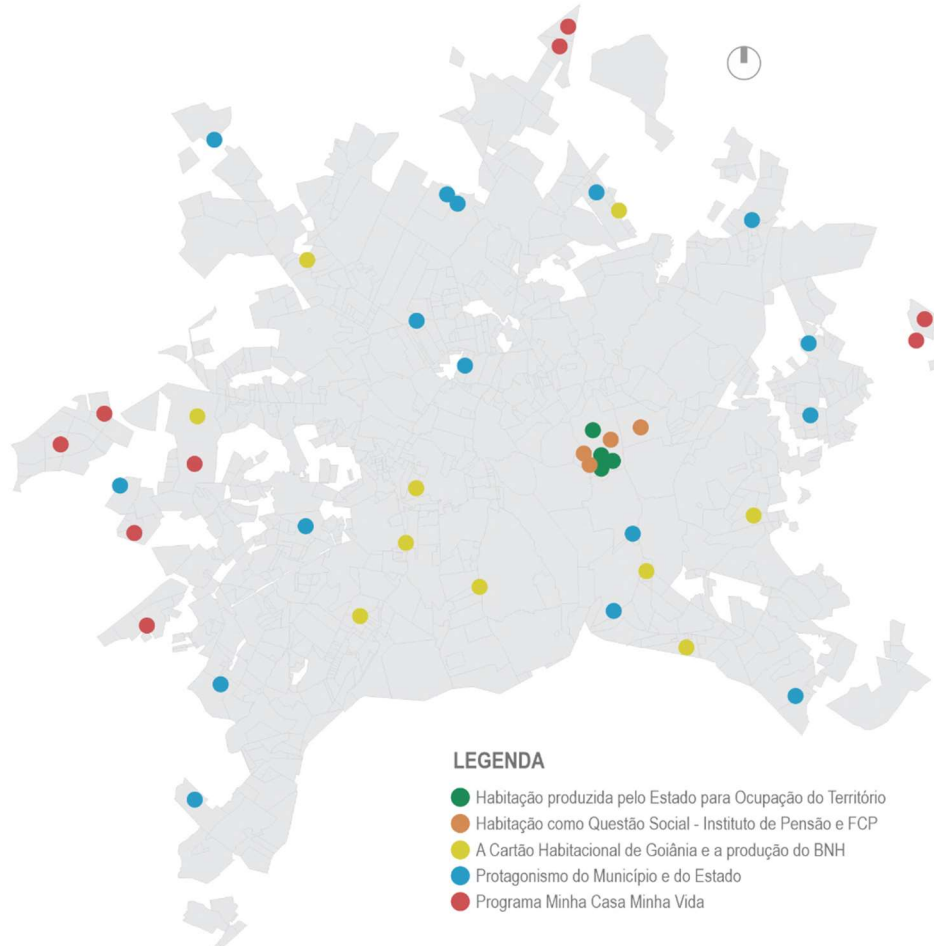 LEGENDA
Habitação produzida pelo Estado para Ocupação do Território
Habitação como Questão Social - Instituto de Pensão e FCP
A Cartão Habitacional de Goiânia e a produção do BNH
Protagonismo do Município e do Estado
Programa Minha Casa Minha Vida